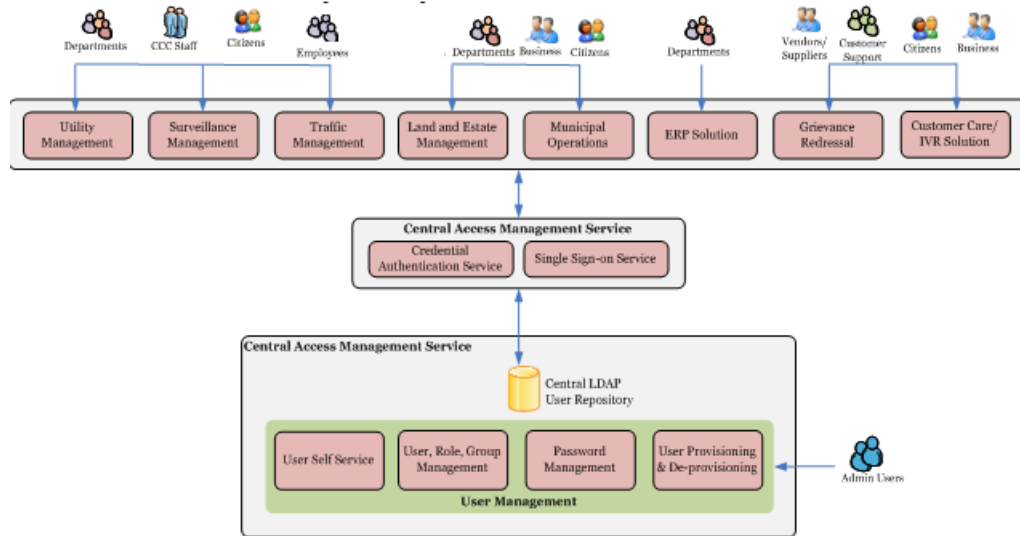 Departments
CCC Staff
Citizens
Employees
Departments
Business
Citizens
Departments
Vendors/
Suppliers
Customer
Support
Citizens
Business
Utility
Management
Surveillance
Management
Traffic
Management
Land and Estate
Management
Municipal
Operations
ERP Solution
Grievance
Redressal
Customer Care/
IVR Solution
Central Access Management Service
Credential
Authentication Service
Single Sign-on Service
Central Access Management Service
Central LDAP
User Repository
User Self Service
User, Role, Group
Management
Password
Management
User Provisioning
& De-provisioning
User Management
Admin Users